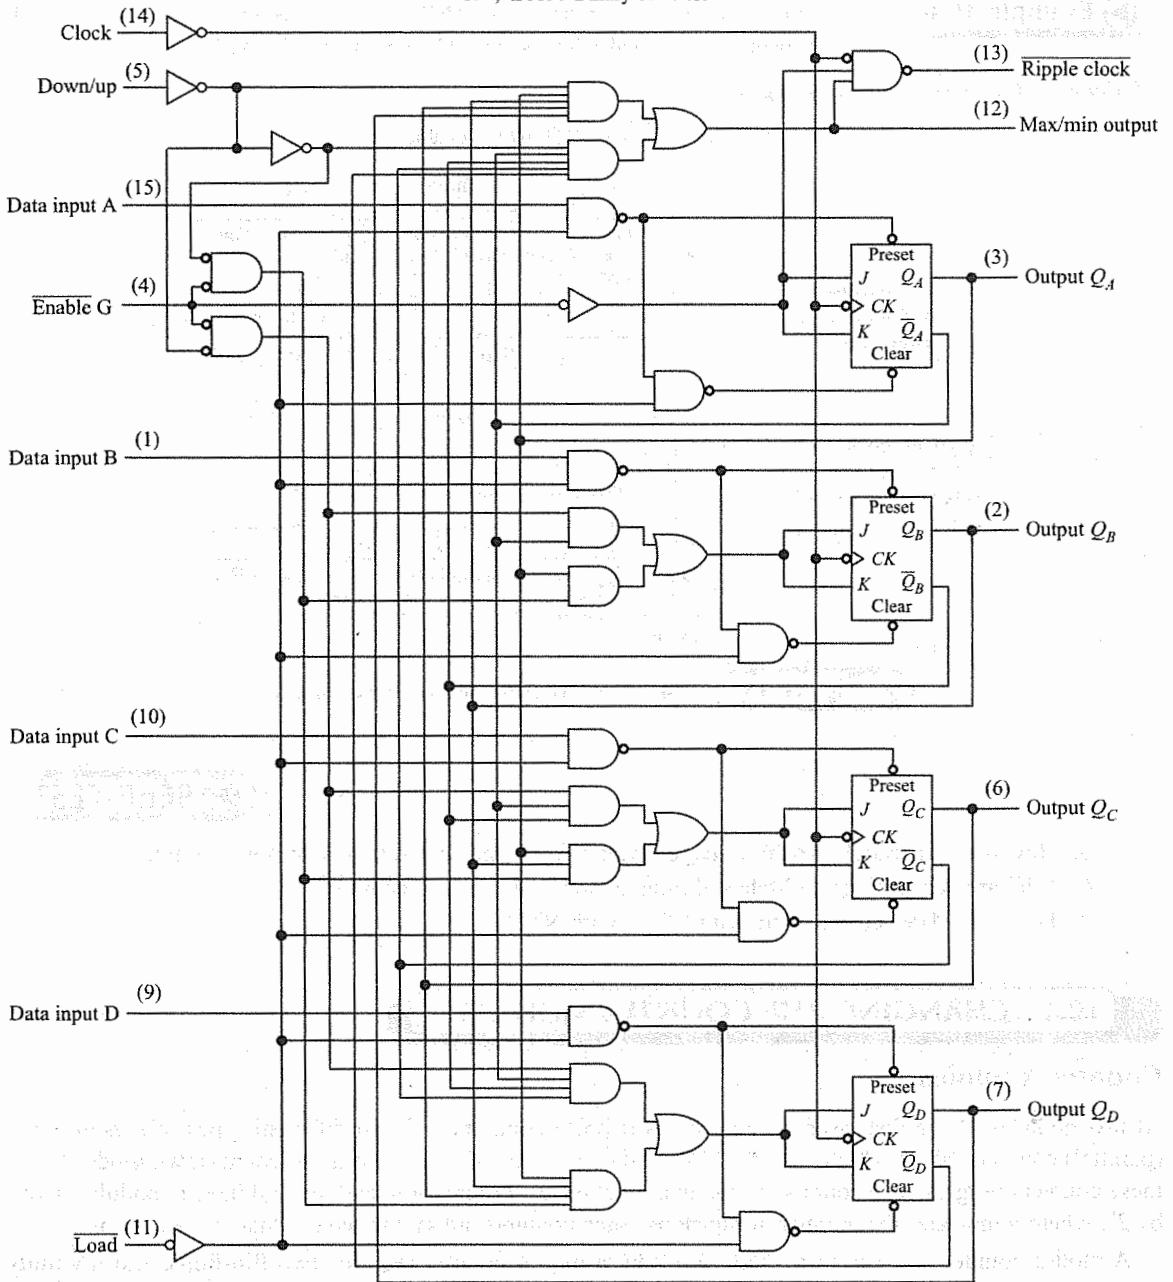 Clock (14)
Down/up (5)
(13) Ripple clock
(12) Max/min output
Data input A (15)
Preset
J Q_A
(3) Output Q_A
CK
K Q̅_A
Clear
Enable G (4)
Data input B (1)
Preset
J Q_B
(2) Output Q_B
CK
K Q̅_B
Clear
Data input C (10)
Preset
J Q_C
(6) Output Q_C
CK
K Q̅_C
Clear
Data input D (9)
Preset
J Q_D
(7) Output Q_D
CK
K Q̅_D
Clear
Load (11)